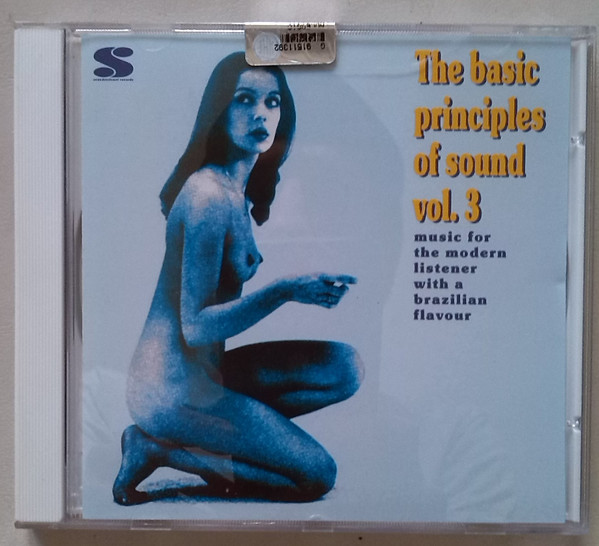 The basic
principles
of sound
vol. 3
music for
the modern
listener
with a
brazilian
flavour
S